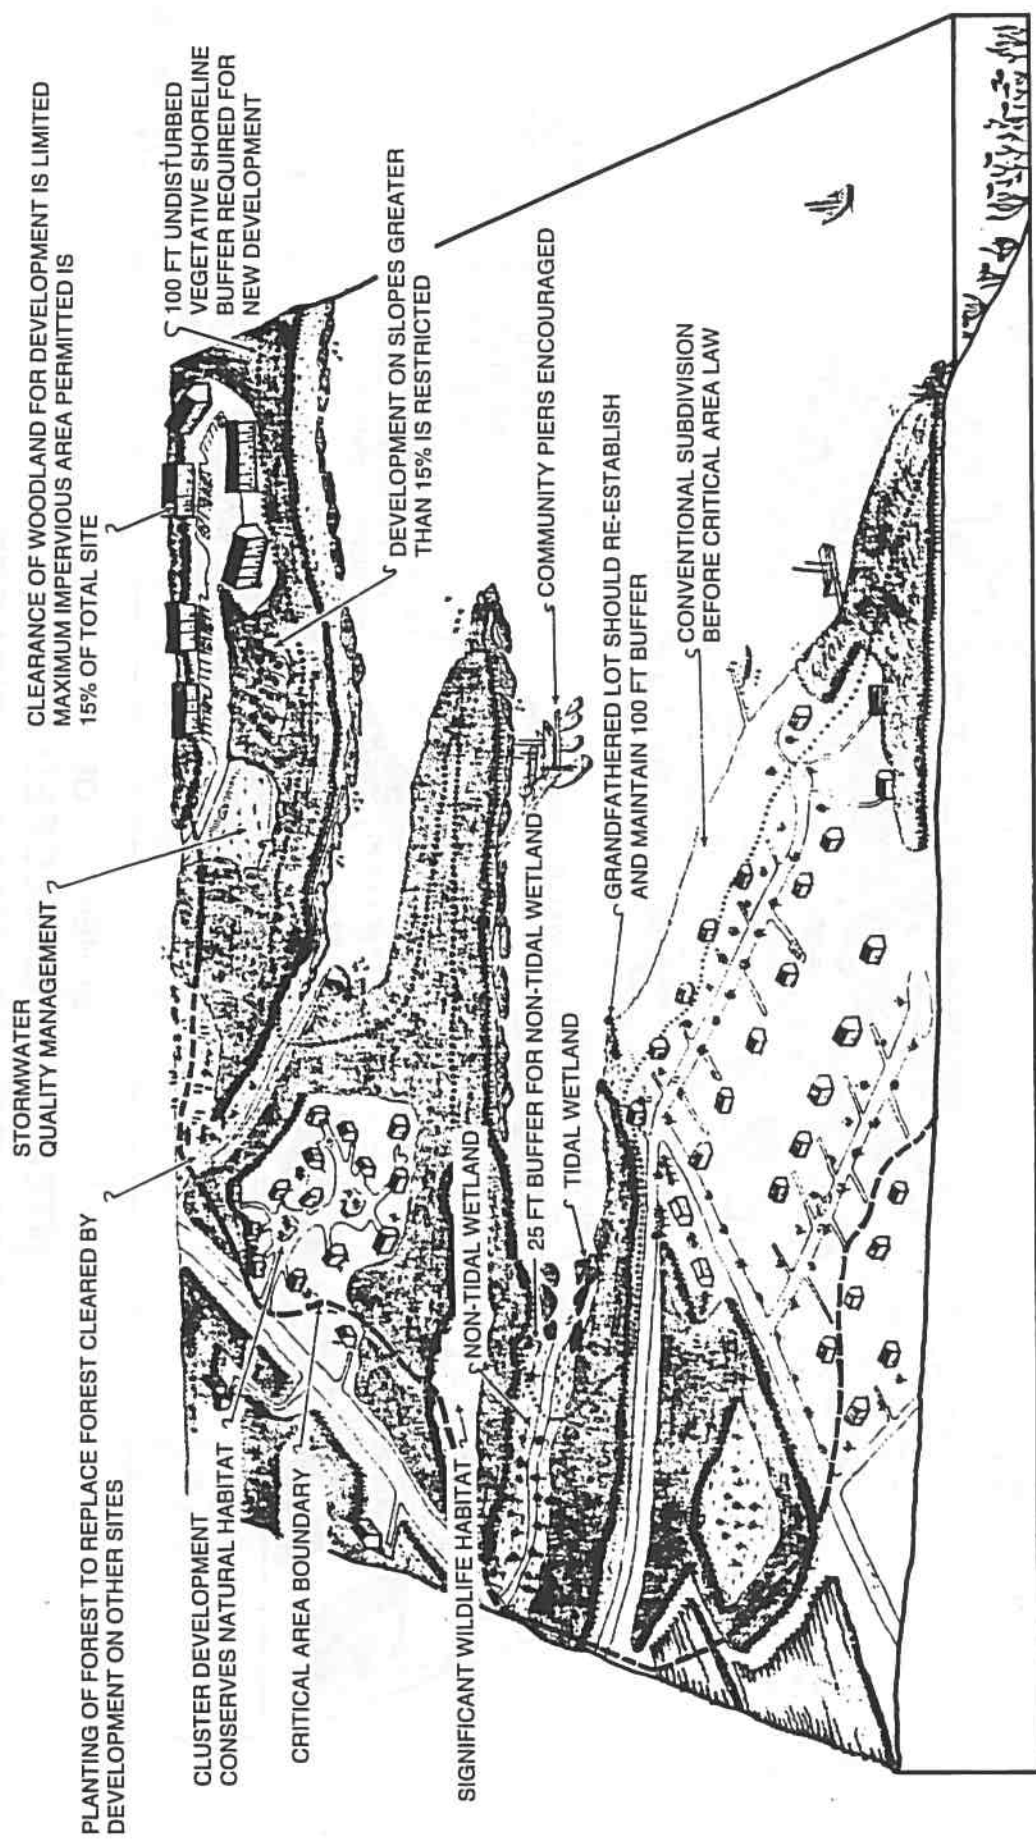 STORMWATER
QUALITY MANAGEMENT
CLEARANCE OF WOODLAND FOR DEVELOPMENT IS LIMITED
MAXIMUM IMPERVIOUS AREA PERMITTED IS
15% OF TOTAL SITE
PLANTING OF FOREST TO REPLACE FOREST CLEARED BY
DEVELOPMENT ON OTHER SITES
100 FT UNDISTURBED
VEGETATIVE SHORELINE
BUFFER REQUIRED FOR
NEW DEVELOPMENT
CLUSTER DEVELOPMENT
CONSERVES NATURAL HABITAT
CRITICAL AREA BOUNDARY
DEVELOPMENT ON SLOPES GREATER
THAN 15% IS RESTRICTED
SIGNIFICANT WILDLIFE HABITAT
NON-TIDAL WETLAND
25 FT BUFFER FOR NON-TIDAL WETLAND
COMMUNITY PIERS ENCOURAGED
TIDAL WETLAND
GRANDFATHERED LOT SHOULD RE-ESTABLISH
AND MAINTAIN 100 FT BUFFER
CONVENTIONAL SUBDIVISION
BEFORE CRITICAL AREA LAW